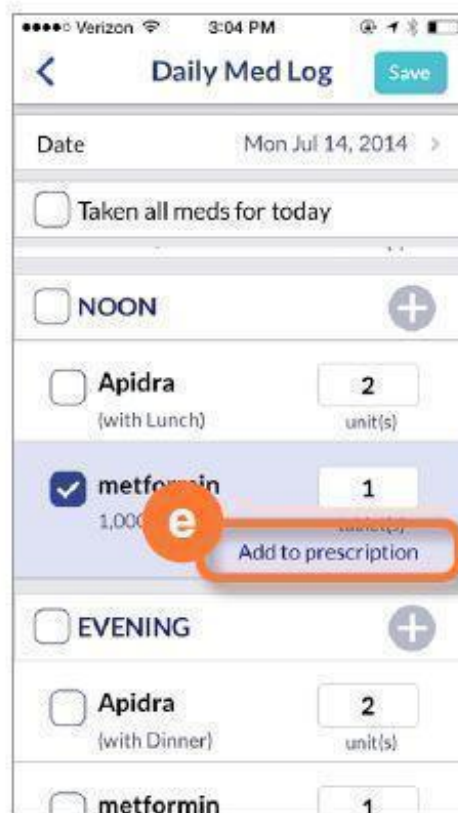 Verizon 3:04 PM
Daily Med Log Save
Date Mon Jul 14, 2014 >
Taken all meds for today
NOON
Apidra 2
(with Lunch) unit(s)
metformin 1
e
Add to prescription
EVENING
Apidra 2
(with Dinner) unit(s)
metformin 1